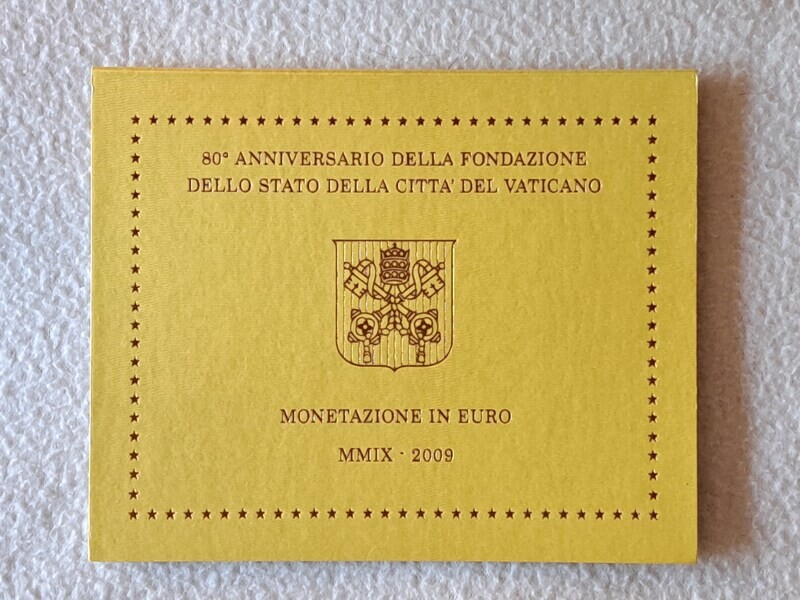 80° ANNIVERSARIO DELLA FONDAZIONE
DELLO STATO DELLA CITTA' DEL VATICANO
MONETAZIONE IN EURO
MMIX · 2009